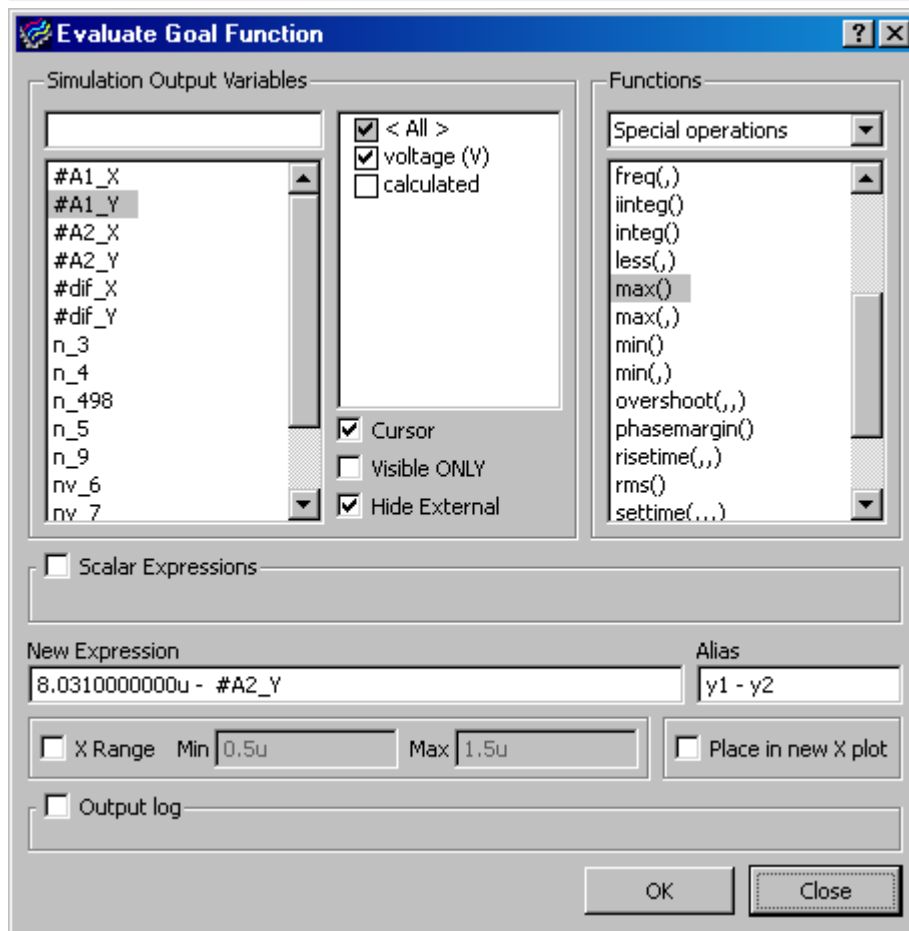 Evaluate Goal Function
Simulation Output Variables
#A1_X
#A1_Y
#A2_X
#A2_Y
#dif_X
#dif_Y
n_3
n_4
n_498
n_5
n_9
nv_6
nv_7
< All >
voltage (V)
calculated
Cursor
Visible ONLY
Hide External
Functions
Special operations
freq(,)
iinteg()
integ()
less(,)
max()
max(,)
min()
min(,)
overshoot(,,)
phasemargin()
risetime(,,)
rms()
settime(,,,)
Scalar Expressions
New Expression
8.0310000000u - #A2_Y
Alias
y1 - y2
X Range Min 0.5u Max 1.5u
Place in new X plot
Output log
OK Close